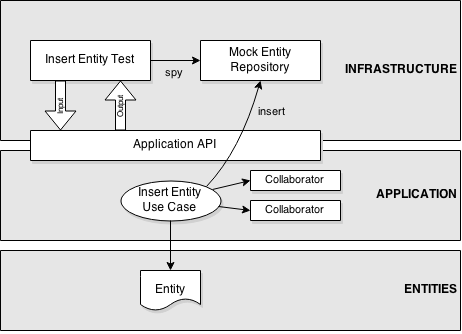 Insert Entity Test
spy
Mock Entity
Repository
INFRASTRUCTURE
Input
Output
insert
Application API
Insert Entity
Use Case
Collaborator
Collaborator
APPLICATION
Entity
ENTITIES